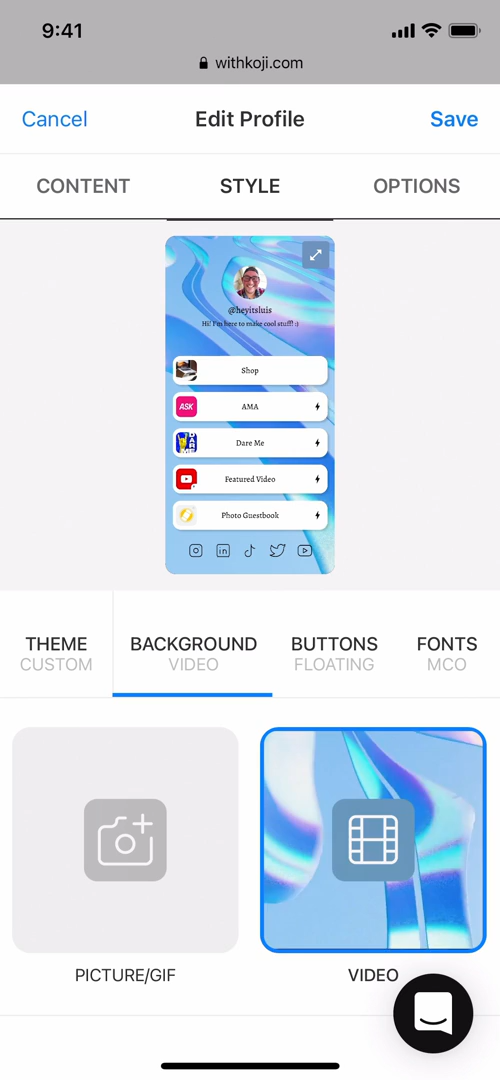 9:41
withkoji.com
Cancel
Edit Profile
Save
CONTENT
STYLE
OPTIONS
@heyitsluis
Hi! I'm here to make cool stuff! :)
Shop
ASK
AMA
DARE
ME
Dare Me
Featured Video
Photo Guestbook
THEME
CUSTOM
BACKGROUND
VIDEO
BUTTONS
FLOATING
FONTS
MCO
PICTURE/GIF
VIDEO